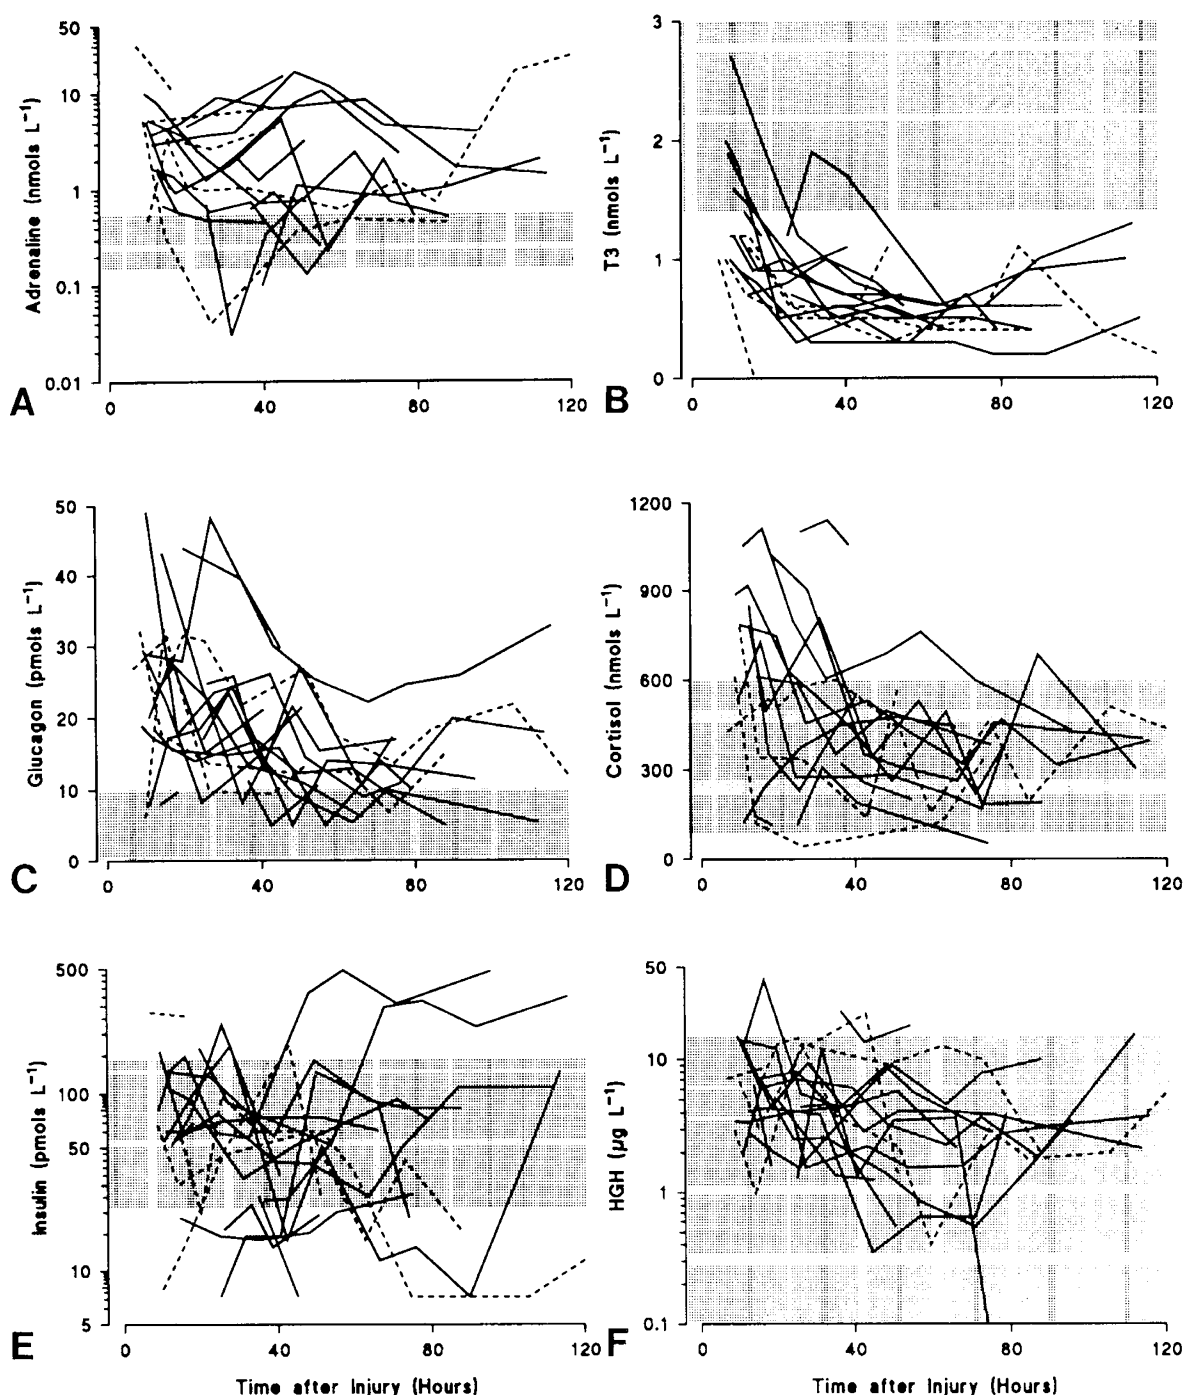 50
10
1
0.1
0.01
Adrenaline (nmols L⁻¹)
A
0 40 80 120
3
2
1
0
T3 (nmols L⁻¹)
B
0 40 80 120
50
40
30
20
10
0
Glucagon (pmols L⁻¹)
C
0 40 80 120
1200
900
600
300
0
Cortisol (nmols L⁻¹)
D
0 40 80 120
500
100
50
10
5
Insulin (pmols L⁻¹)
E
0 40 80 120
Time after Injury (Hours)
50
10
1
0.1
HGH (µg L⁻¹)
F
0 40 80 120
Time after Injury (Hours)